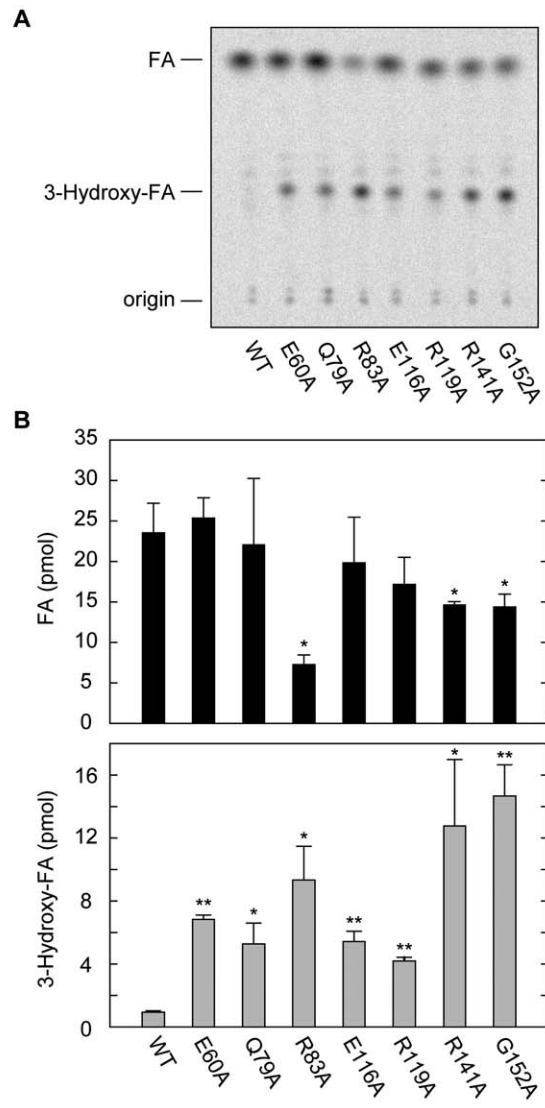 A
FA
3-Hydroxy-FA
origin
WT E60A Q79A R83A E116A R119A R141A G152A
B
35
30
25
20
15
10
5
0
FA (pmol)
* * *
16
12
8
4
0
3-Hydroxy-FA (pmol)
** * * ** ** * **
WT E60A Q79A R83A E116A R119A R141A G152A